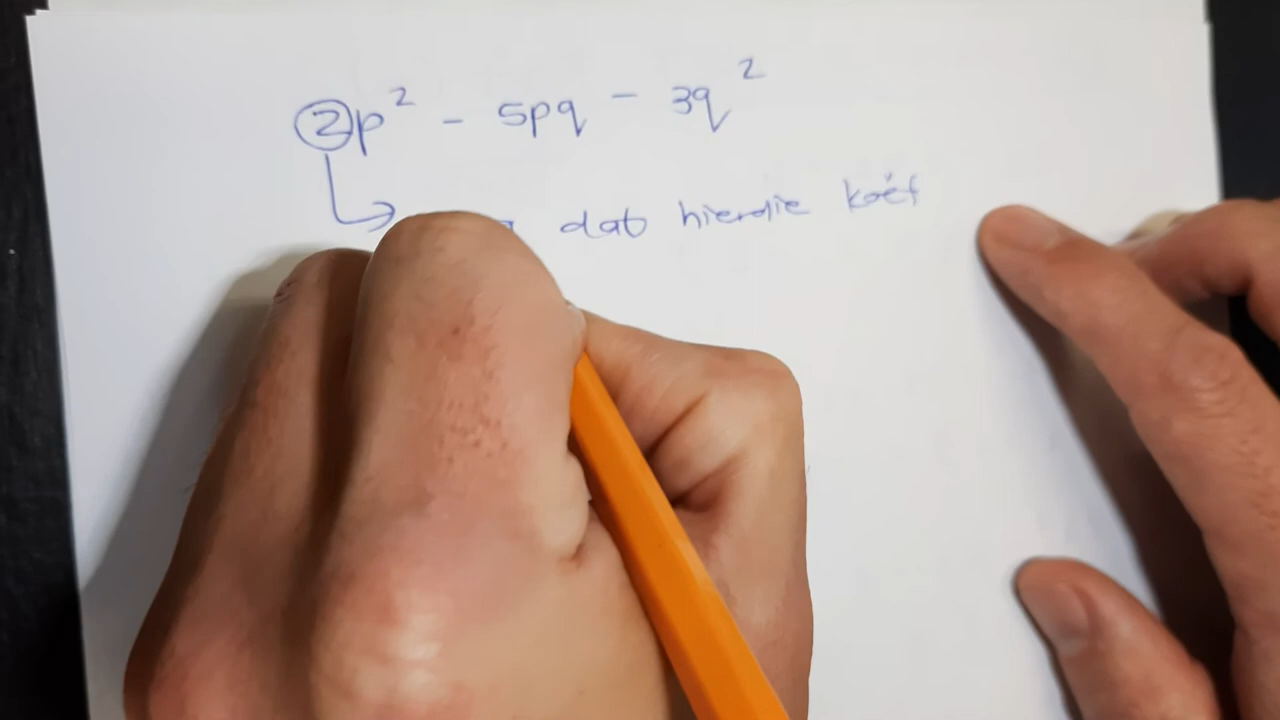 2p² - 5pq - 3q²
dat hierdie koëf